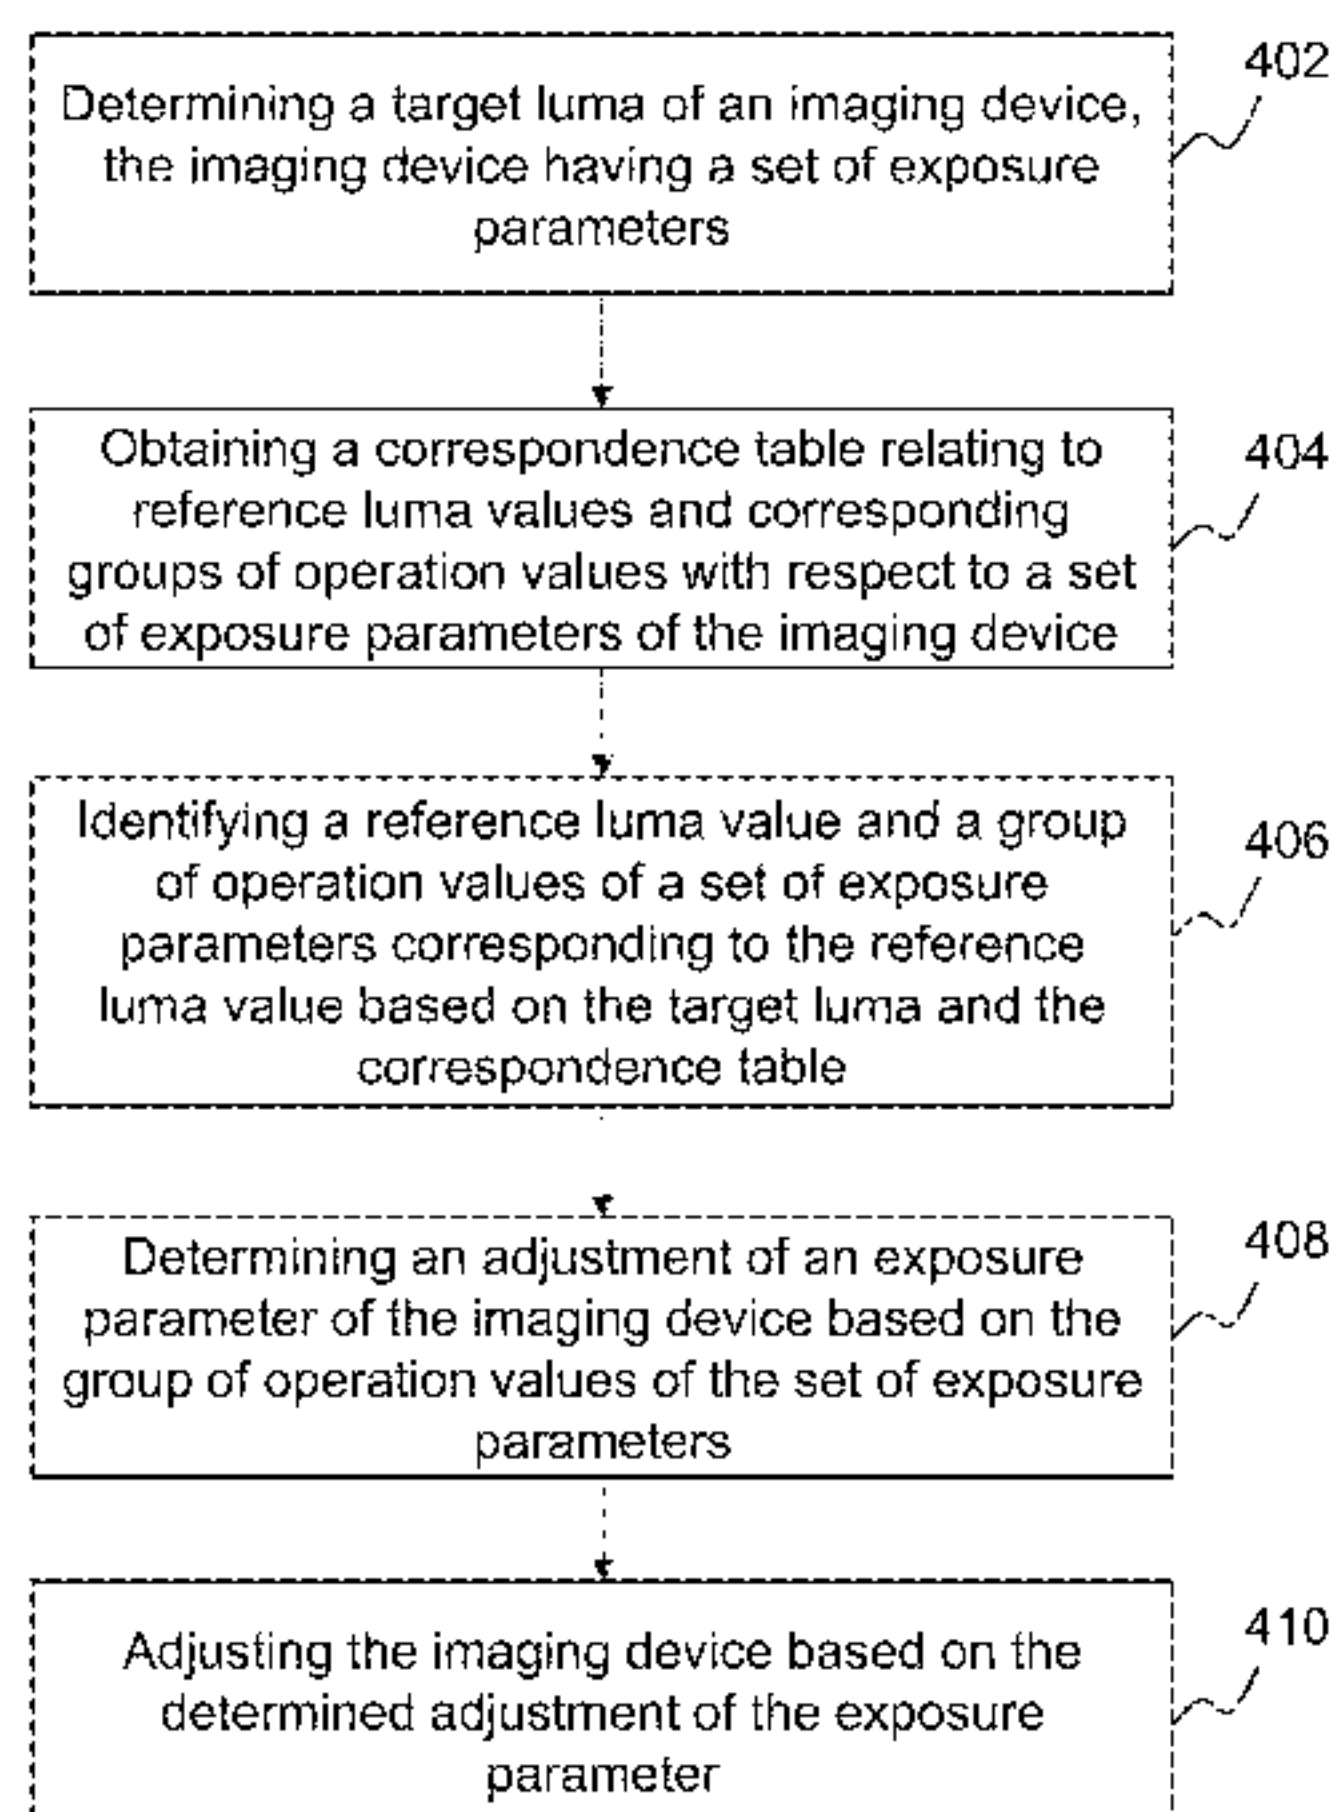 402
Determining a target luma of an imaging device,
the imaging device having a set of exposure
parameters
404
Obtaining a correspondence table relating to
reference luma values and corresponding
groups of operation values with respect to a set
of exposure parameters of the imaging device
406
Identifying a reference luma value and a group
of operation values of a set of exposure
parameters corresponding to the reference
luma value based on the target luma and the
correspondence table
408
Determining an adjustment of an exposure
parameter of the imaging device based on the
group of operation values of the set of exposure
parameters
410
Adjusting the imaging device based on the
determined adjustment of the exposure
parameter